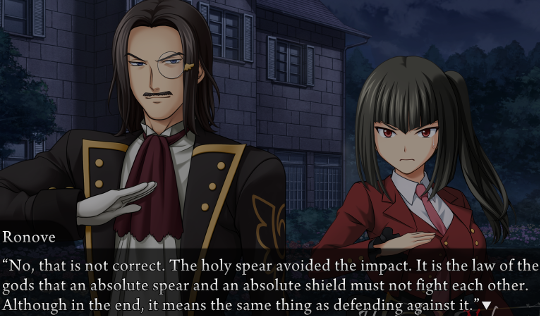 Ronove
“No, that is not correct. The holy spear avoided the impact. It is the law of the
gods that an absolute spear and an absolute shield must not fight each other.
Although in the end, it means the same thing as defending against it.”▼